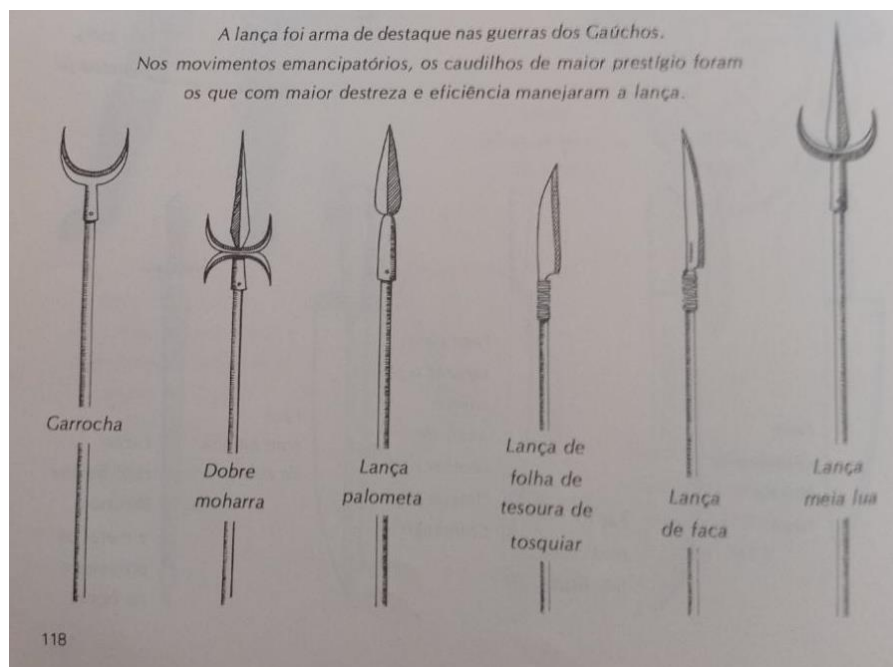 A lança foi arma de destaque nas guerras dos Gaúchos.
Nos movimentos emancipatórios, os caudilhos de maior prestígio foram
os que com maior destreza e eficiência manejaram a lança.
Garrocha
Dobre
moharra
Lança
palometa
Lança de
folha de
tesoura de
tosquiar
Lança
de faca
Lança
meia lua
118